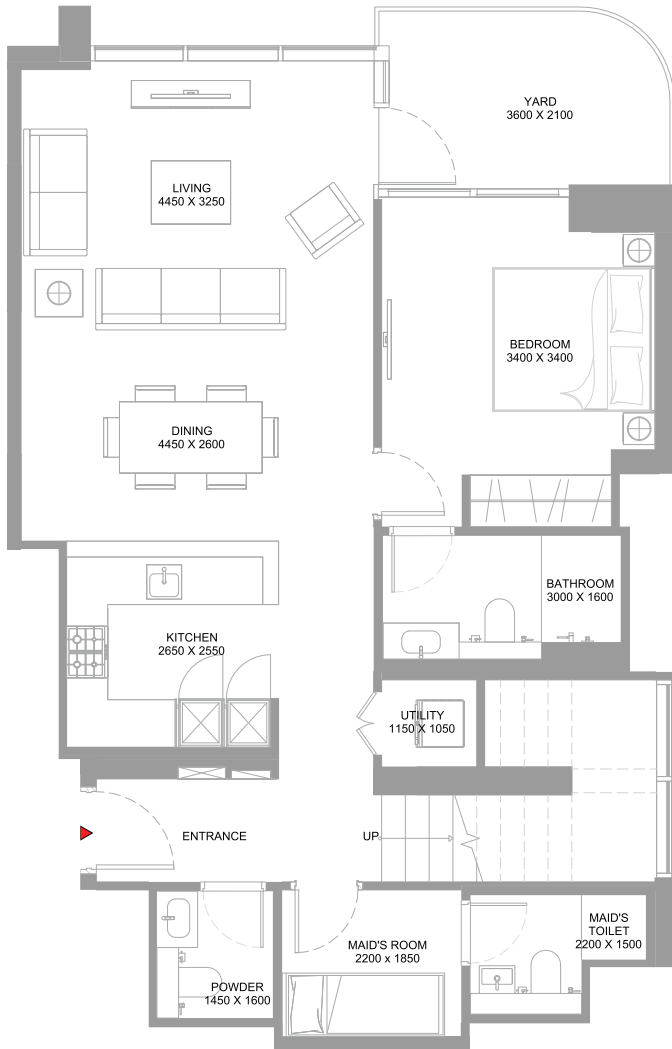 YARD
3600 X 2100
LIVING
4450 X 3250
BEDROOM
3400 X 3400
DINING
4450 X 2600
BATHROOM
3000 X 1600
KITCHEN
2650 X 2550
UTILITY
1150 X 1050
ENTRANCE
UP
MAID'S ROOM
2200 x 1850
MAID'S
TOILET
2200 X 1500
POWDER
1450 X 1600